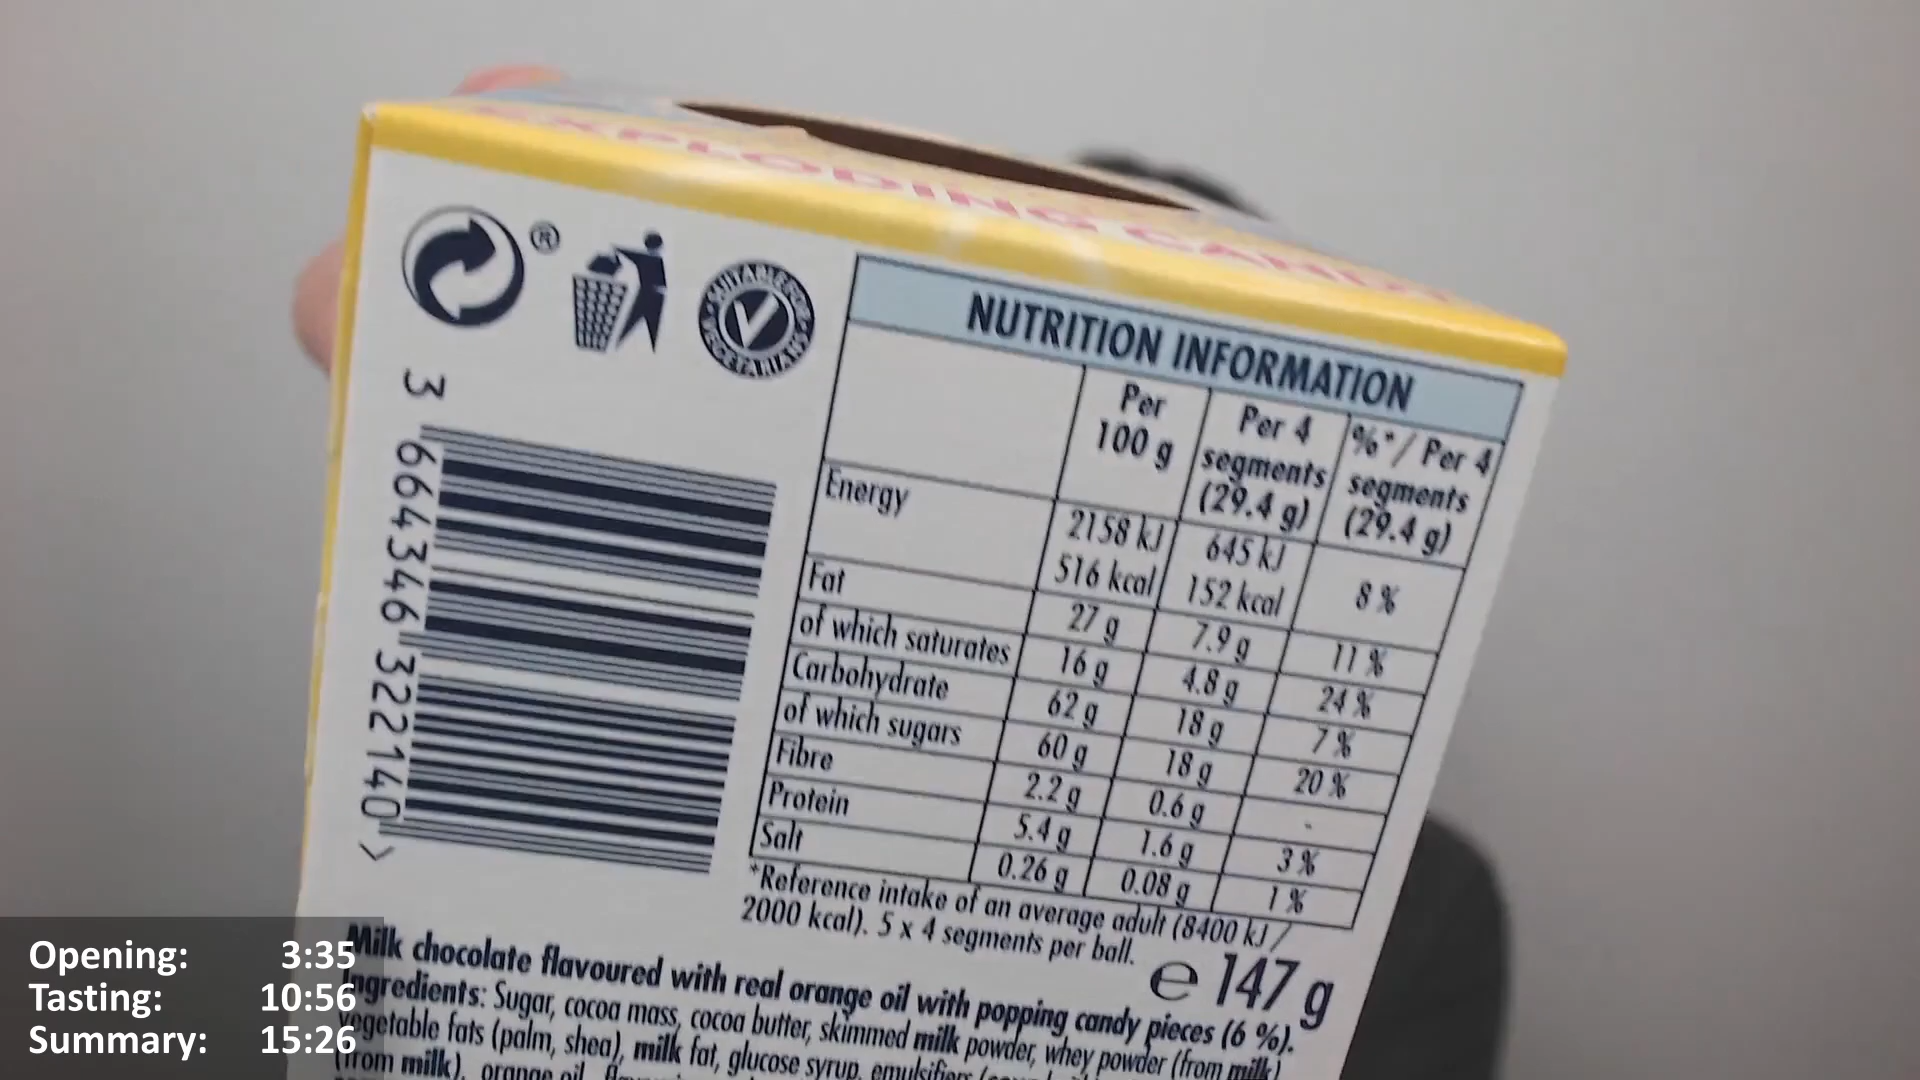 EXPLODING CANDY
®
SUITABLE FOR VEGETARIANS
NUTRITION INFORMATION
Per 100 g
Per 4 segments (29.4 g)
%*/ Per 4 segments (29.4 g)
Energy 2158 kJ 645 kJ
516 kcal 152 kcal 8 %
Fat 27 g 7.9 g 11 %
of which saturates 16 g 4.8 g 24 %
Carbohydrate 62 g 18 g 7 %
of which sugars 60 g 18 g 20 %
Fibre 2.2 g 0.6 g -
Protein 5.4 g 1.6 g 3 %
Salt 0.26 g 0.08 g 1 %
*Reference intake of an average adult (8400 kJ /
2000 kcal). 5 x 4 segments per ball.
3 664346 322140 >
e 147 g
Milk chocolate flavoured with real orange oil with popping candy pieces (6 %).
Ingredients: Sugar, cocoa mass, cocoa butter, skimmed milk powder, whey powder (from milk)
vegetable fats (palm, shea), milk fat, glucose syrup, emulsifiers
(from milk), orange oil,
Opening: 3:35
Tasting: 10:56
Summary: 15:26